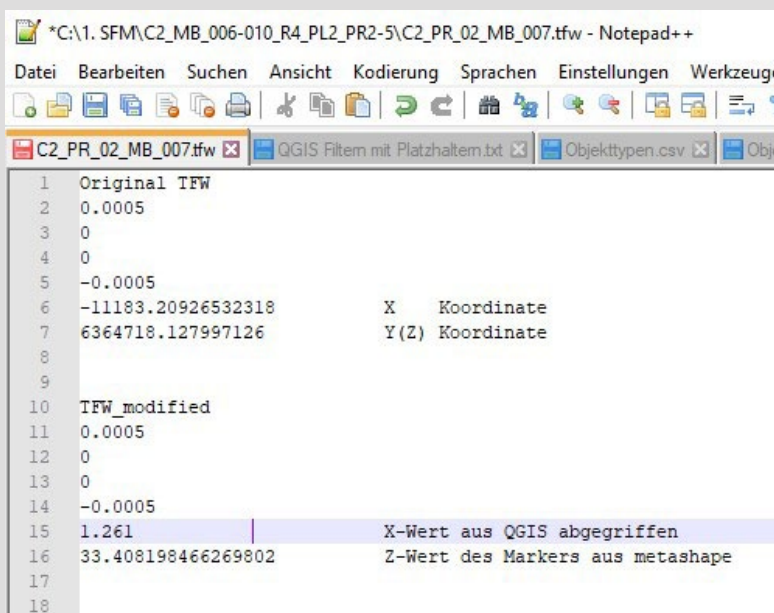 *C:\1. SFM\C2_MB_006-010_R4_PL2_PR2-5\C2_PR_02_MB_007.tfw - Notepad++
Datei Bearbeiten Suchen Ansicht Kodierung Sprachen Einstellungen Werkzeuge
C2_PR_02_MB_007.tfw QGIS Filtern mit Platzhaltern.txt Objekttypen.csv Obj
1 Original TFW
2 0.0005
3 0
4 0
5 -0.0005
6 -11183.20926532318 X Koordinate
7 6364718.127997126 Y(Z) Koordinate
8
9
10 TFW_modified
11 0.0005
12 0
13 0
14 -0.0005
15 1.261 X-Wert aus QGIS abgegriffen
16 33.408198466269802 Z-Wert des Markers aus metashape
17
18